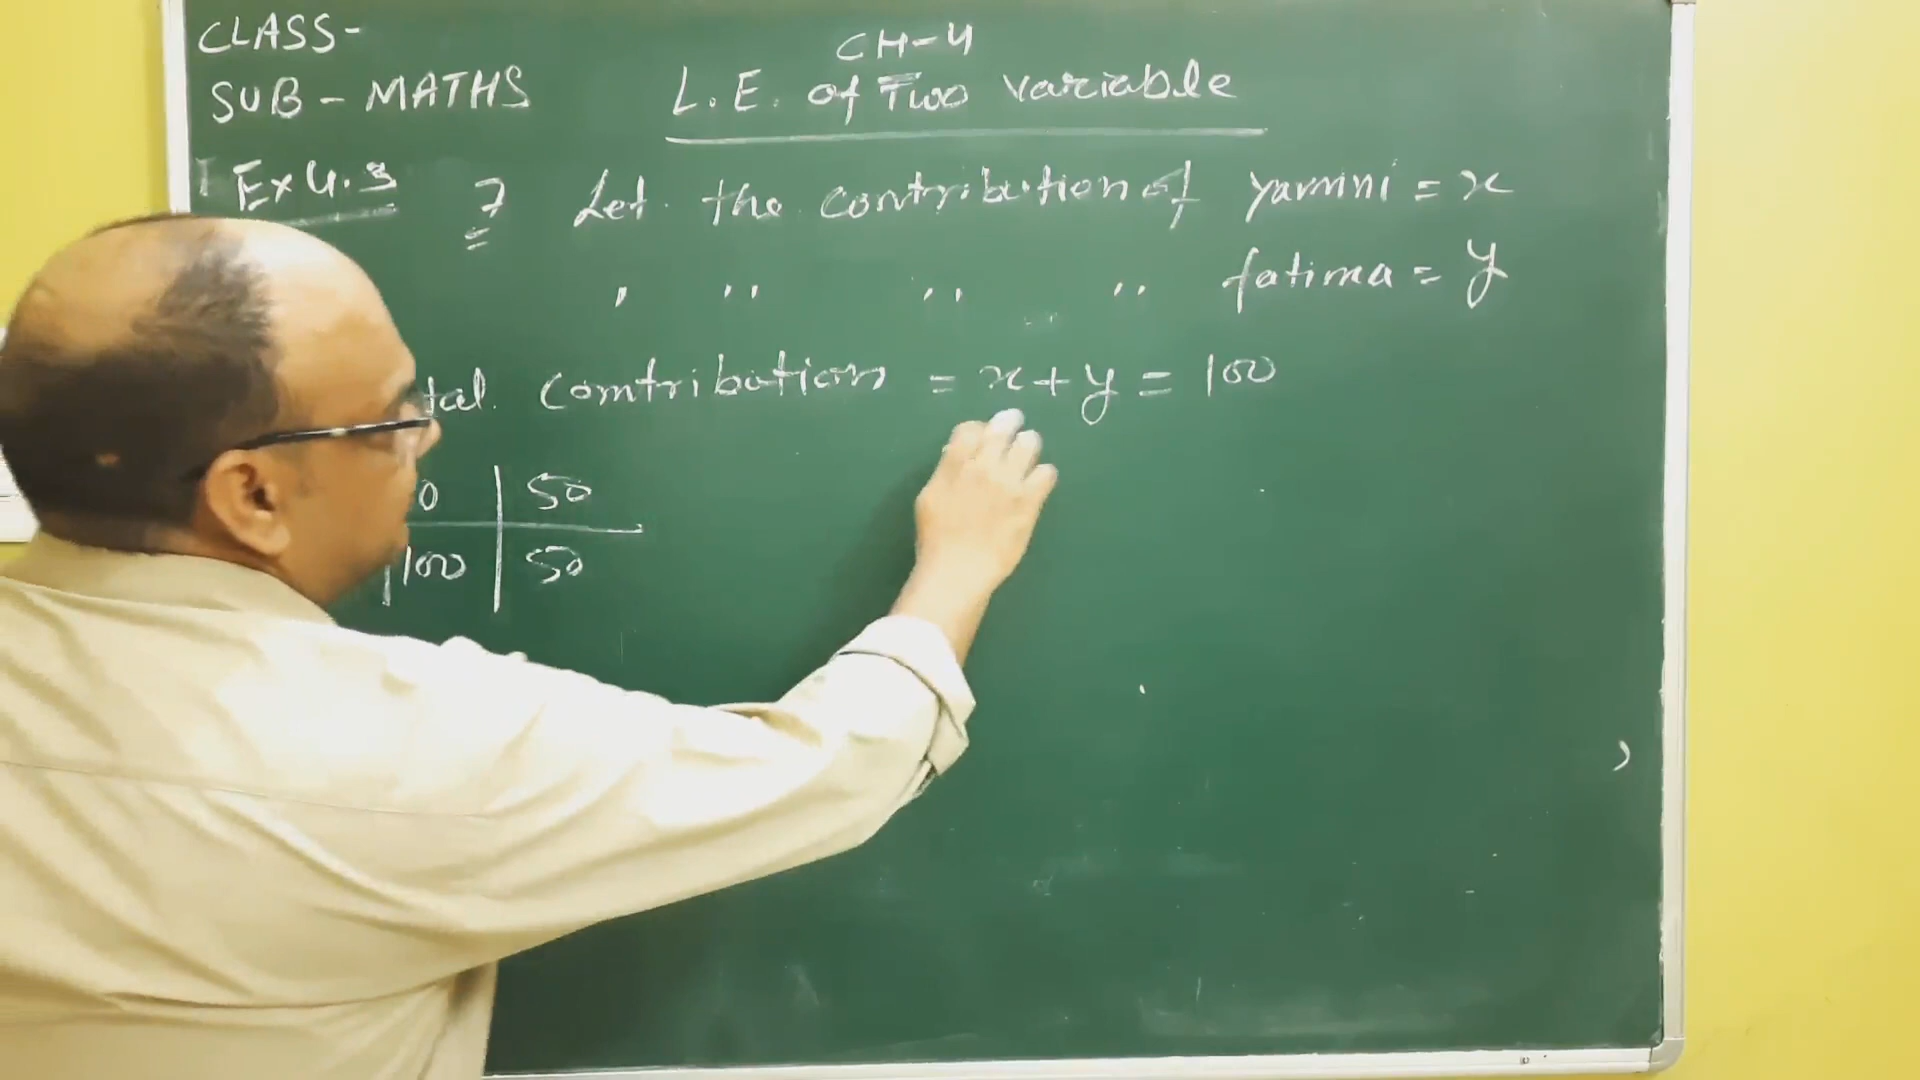 CLASS-
SUB - MATHS
CH-4
L.E. of Two variable
Ex 4.3
7 Let the contribution of yamini = x
, ,, ,, ,, fatima = y
tal Comtribution = x + y = 100
0 | 50
100 | 50